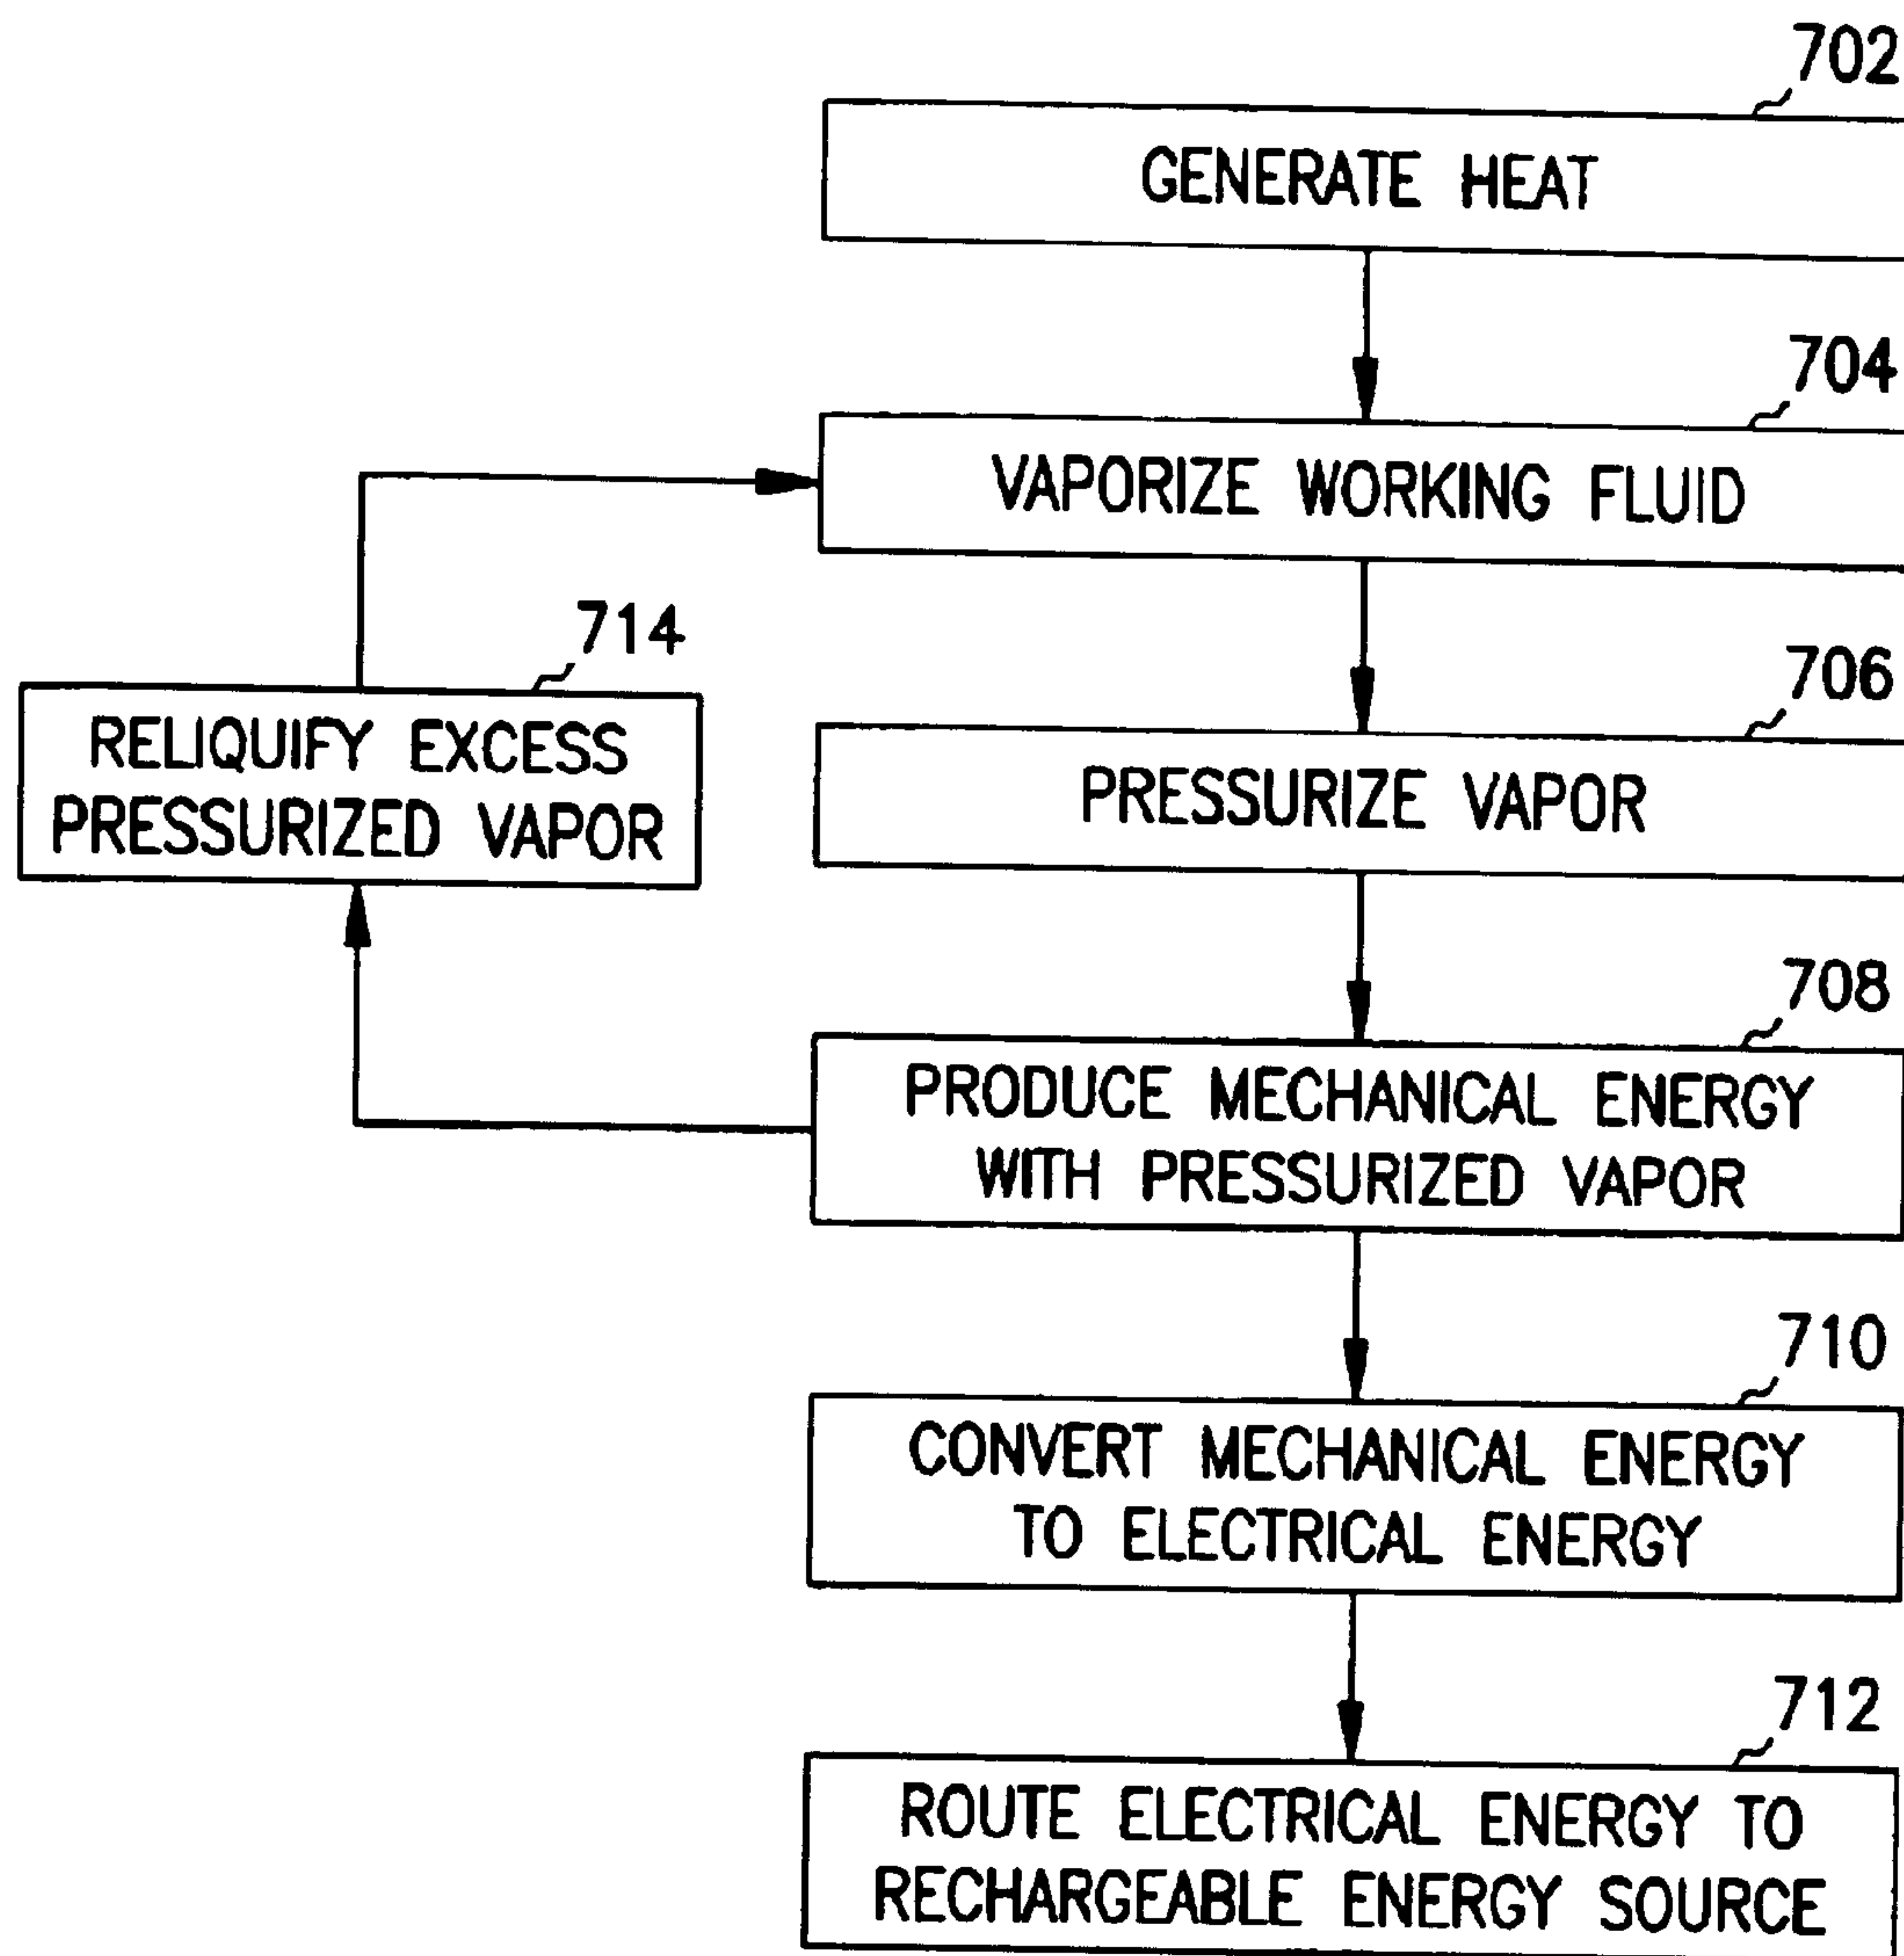 702
GENERATE HEAT
704
VAPORIZE WORKING FLUID
714
RELIQUIFY EXCESS
PRESSURIZED VAPOR
706
PRESSURIZE VAPOR
708
PRODUCE MECHANICAL ENERGY
WITH PRESSURIZED VAPOR
710
CONVERT MECHANICAL ENERGY
TO ELECTRICAL ENERGY
712
ROUTE ELECTRICAL ENERGY TO
RECHARGEABLE ENERGY SOURCE